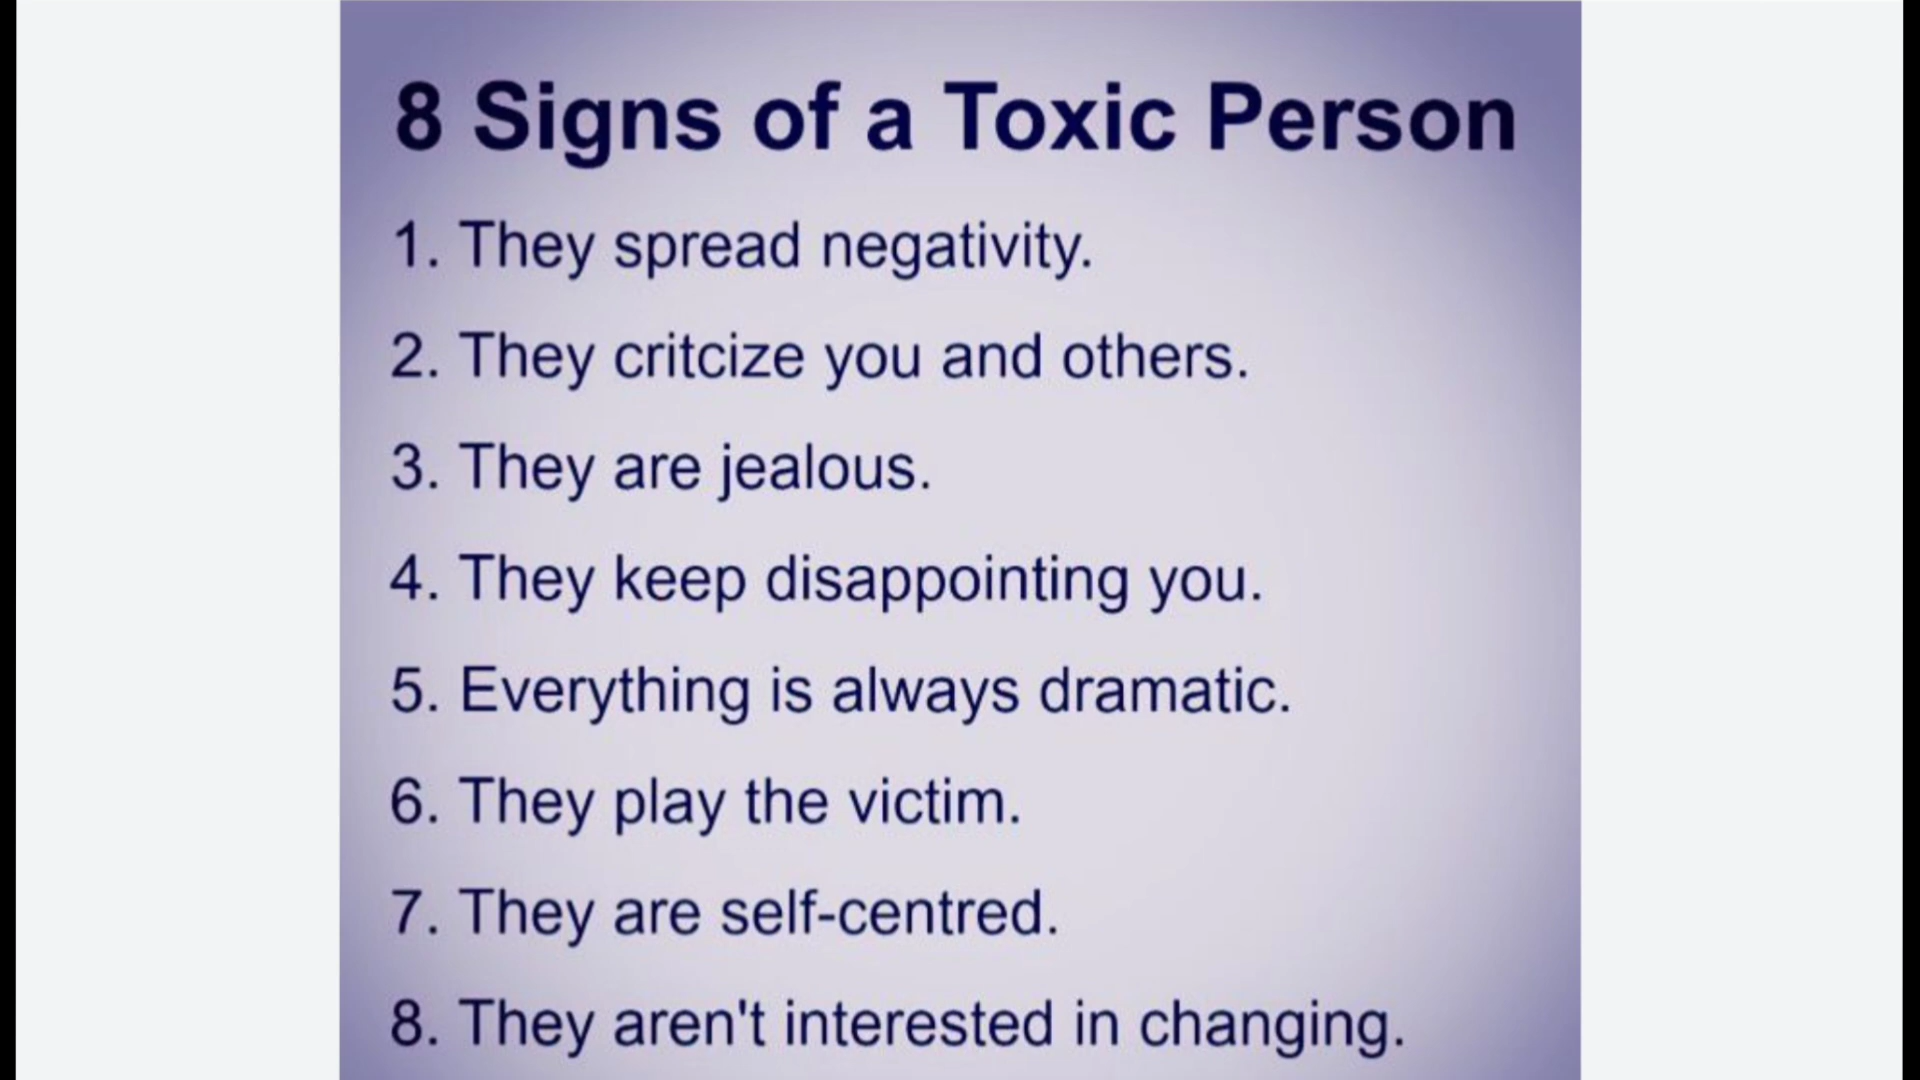 8 Signs of a Toxic Person
1. They spread negativity.
2. They critcize you and others.
3. They are jealous.
4. They keep disappointing you.
5. Everything is always dramatic.
6. They play the victim.
7. They are self-centred.
8. They aren't interested in changing.